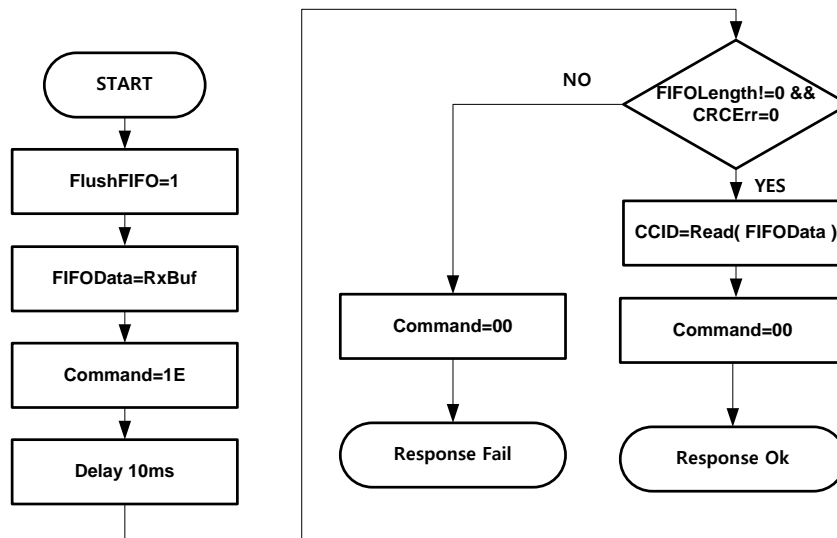 START
FlushFIFO=1
FIFOData=RxBuf
Command=1E
Delay 10ms
FIFOLength!=0 &&
CRCErr=0
NO
YES
CCID=Read( FIFOData )
Command=00
Command=00
Response Fail
Response Ok